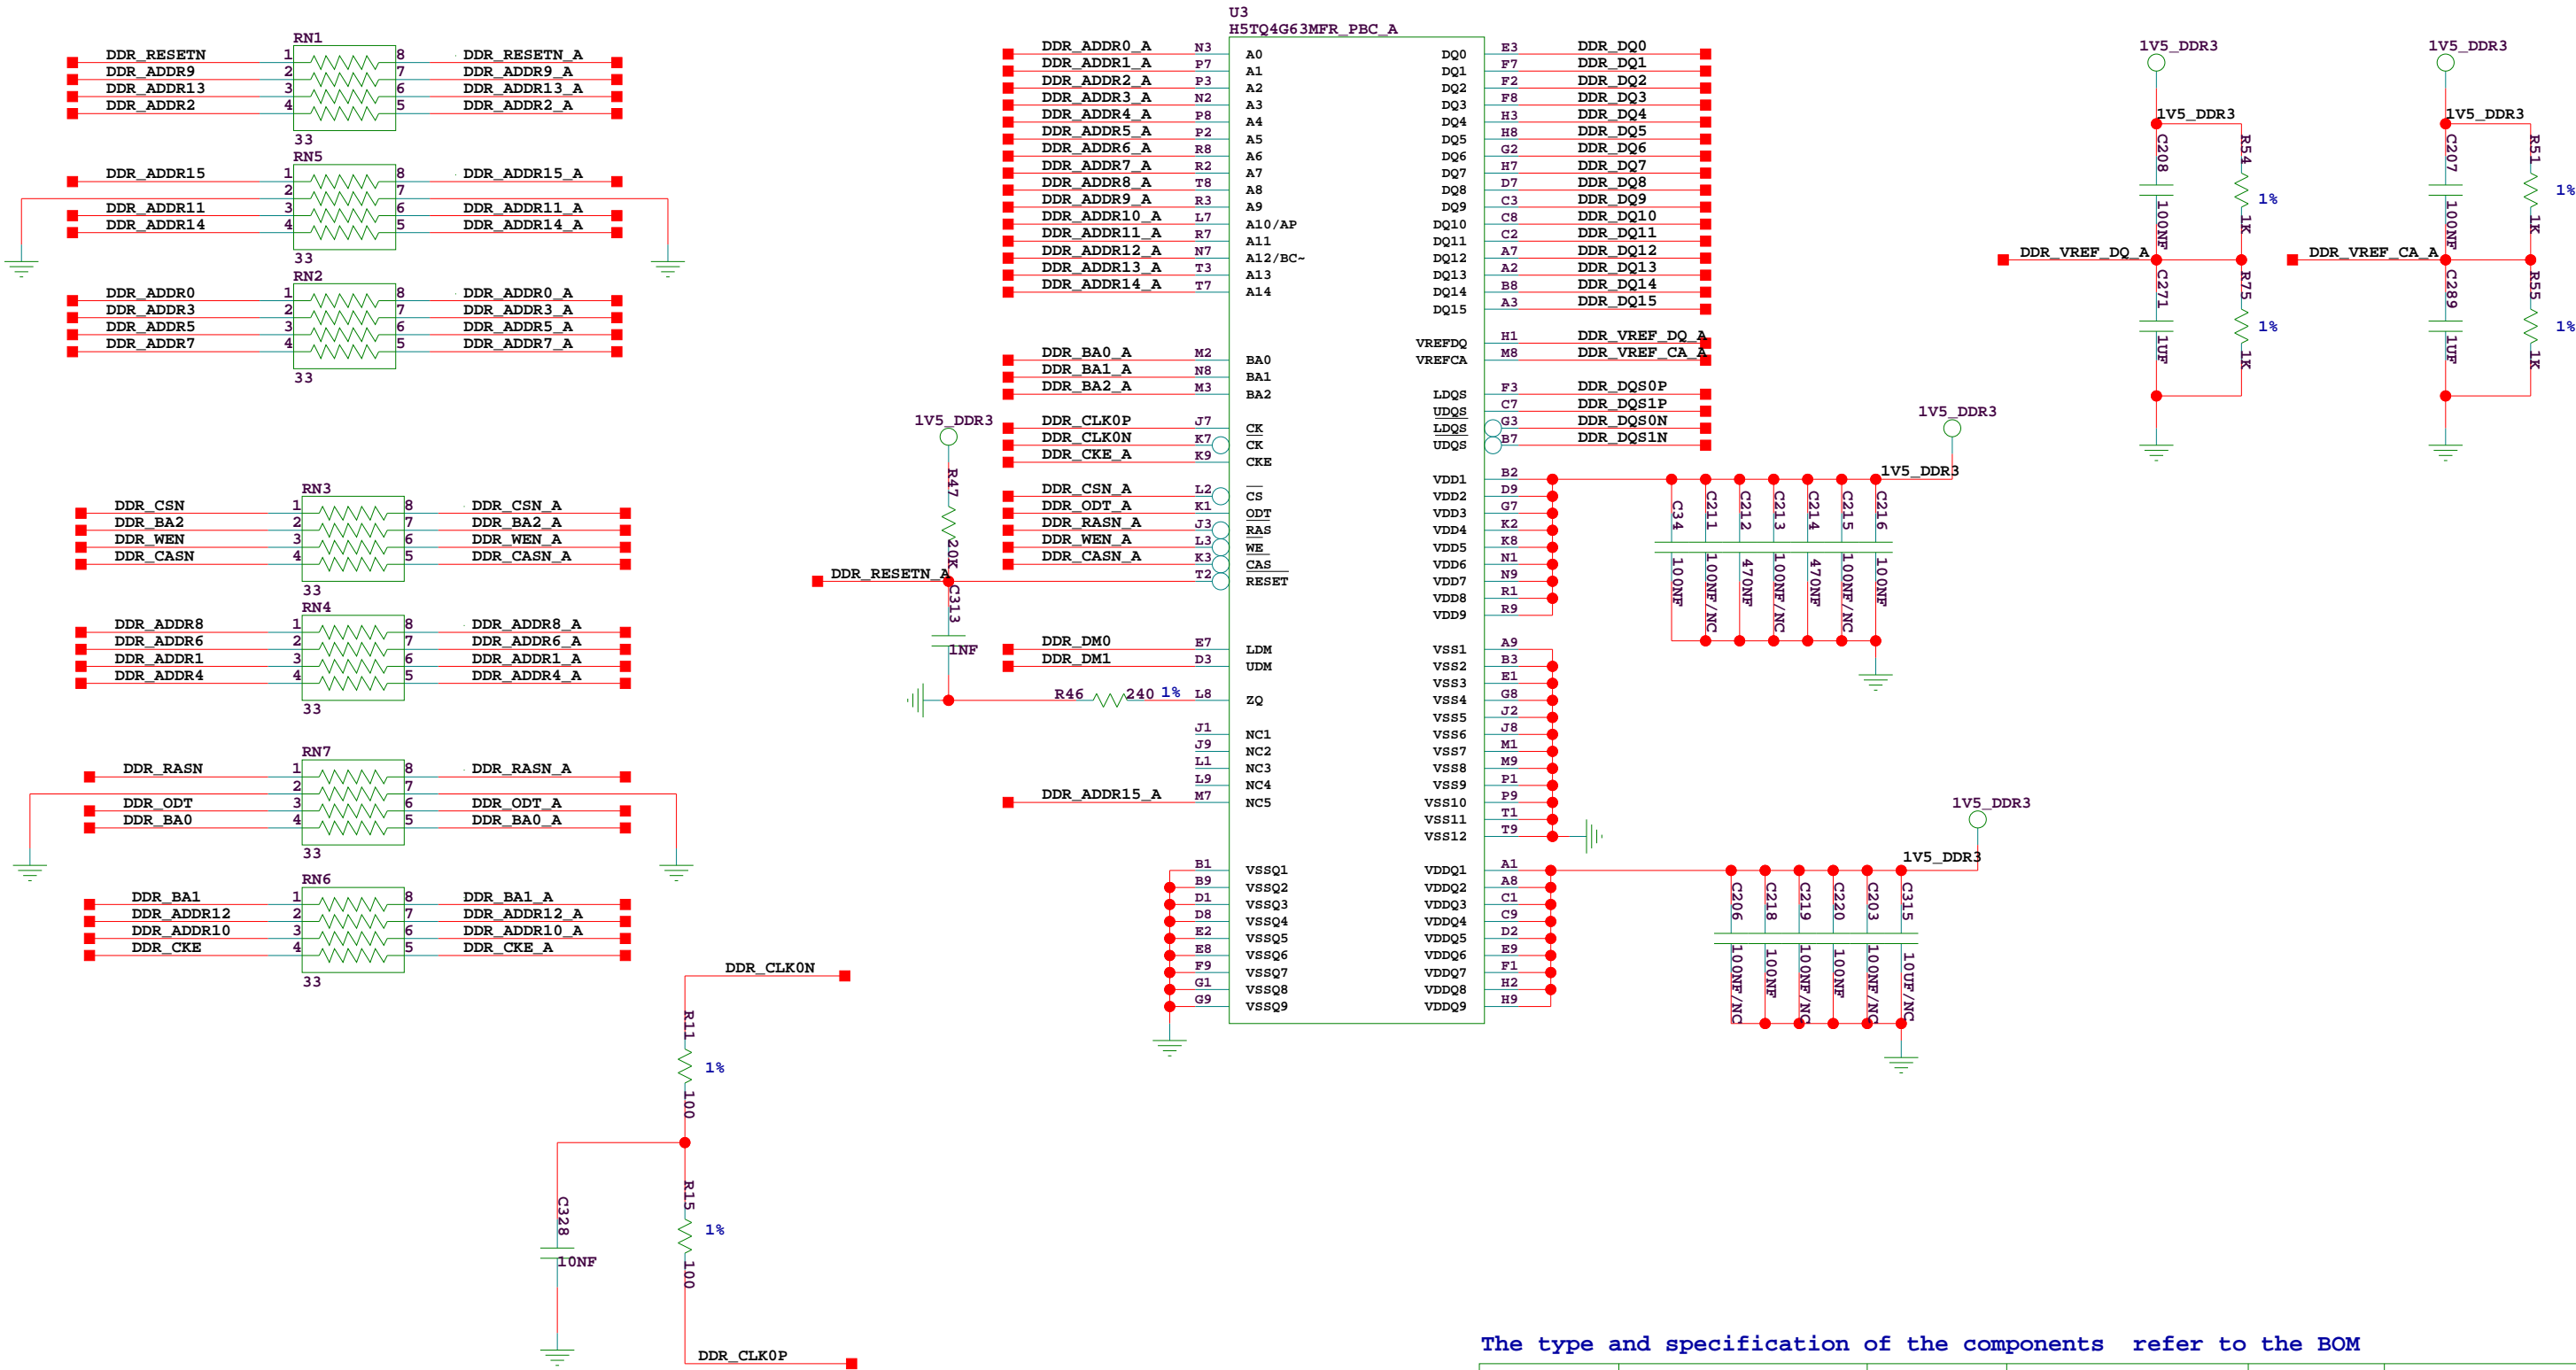 RN1
DDR_RESETN 1 8 DDR_RESETN_A
DDR_ADDR9 2 7 DDR_ADDR9_A
DDR_ADDR13 3 6 DDR_ADDR13_A
DDR_ADDR2 4 5 DDR_ADDR2_A
33
RN5
DDR_ADDR15 1 8 DDR_ADDR15_A
2 7
DDR_ADDR11 3 6 DDR_ADDR11_A
DDR_ADDR14 4 5 DDR_ADDR14_A
33
RN2
DDR_ADDR0 1 8 DDR_ADDR0_A
DDR_ADDR3 2 7 DDR_ADDR3_A
DDR_ADDR5 3 6 DDR_ADDR5_A
DDR_ADDR7 4 5 DDR_ADDR7_A
33
RN3
DDR_CSN 1 8 DDR_CSN_A
DDR_BA2 2 7 DDR_BA2_A
DDR_WEN 3 6 DDR_WEN_A
DDR_CASN 4 5 DDR_CASN_A
33
RN4
DDR_ADDR8 1 8 DDR_ADDR8_A
DDR_ADDR6 2 7 DDR_ADDR6_A
DDR_ADDR1 3 6 DDR_ADDR1_A
DDR_ADDR4 4 5 DDR_ADDR4_A
33
RN7
DDR_RASN 1 8 DDR_RASN_A
2 7
DDR_ODT 3 6 DDR_ODT_A
DDR_BA0 4 5 DDR_BA0_A
33
RN6
DDR_BA1 1 8 DDR_BA1_A
DDR_ADDR12 2 7 DDR_ADDR12_A
DDR_ADDR10 3 6 DDR_ADDR10_A
DDR_CKE 4 5 DDR_CKE_A
33
DDR_CLK0N
R11
1%
100
R15
1%
100
C328
10NF
DDR_CLK0P
U3
H5TQ4G63MFR_PBC_A
DDR_ADDR0_A N3 A0
DDR_ADDR1_A P7 A1
DDR_ADDR2_A P3 A2
DDR_ADDR3_A N2 A3
DDR_ADDR4_A P8 A4
DDR_ADDR5_A P2 A5
DDR_ADDR6_A R8 A6
DDR_ADDR7_A R2 A7
DDR_ADDR8_A T8 A8
DDR_ADDR9_A R3 A9
DDR_ADDR10_A L7 A10/AP
DDR_ADDR11_A R7 A11
DDR_ADDR12_A N7 A12/BC~
DDR_ADDR13_A T3 A13
DDR_ADDR14_A T7 A14
DDR_BA0_A M2 BA0
DDR_BA1_A N8 BA1
DDR_BA2_A M3 BA2
DDR_CLK0P J7 CK
DDR_CLK0N K7 CK
DDR_CKE_A K9 CKE
DDR_CSN_A L2 CS
DDR_ODT_A K1 ODT
DDR_RASN_A J3 RAS
DDR_WEN_A L3 WE
DDR_CASN_A K3 CAS
DDR_RESETN_A T2 RESET
1V5_DDR3
R47
20K
C313
1NF
DDR_DM0 E7 LDM
DDR_DM1 D3 UDM
R46 240 1% L8 ZQ
J1 NC1
J9 NC2
L1 NC3
L9 NC4
DDR_ADDR15_A M7 NC5
B1 VSSQ1
B9 VSSQ2
D1 VSSQ3
D8 VSSQ4
E2 VSSQ5
E8 VSSQ6
F9 VSSQ7
G1 VSSQ8
G9 VSSQ9
DQ0 E3 DDR_DQ0
DQ1 F7 DDR_DQ1
DQ2 F2 DDR_DQ2
DQ3 F8 DDR_DQ3
DQ4 H3 DDR_DQ4
DQ5 H8 DDR_DQ5
DQ6 G2 DDR_DQ6
DQ7 H7 DDR_DQ7
DQ8 D7 DDR_DQ8
DQ9 C3 DDR_DQ9
DQ10 C8 DDR_DQ10
DQ11 C2 DDR_DQ11
DQ12 A7 DDR_DQ12
DQ13 A2 DDR_DQ13
DQ14 B8 DDR_DQ14
DQ15 A3 DDR_DQ15
VREFDQ H1 DDR_VREF_DQ_A
VREFCA M8 DDR_VREF_CA_A
LDQS F3 DDR_DQS0P
UDQS C7 DDR_DQS1P
LDQS G3 DDR_DQS0N
UDQS B7 DDR_DQS1N
VDD1 B2
VDD2 D9
VDD3 G7
VDD4 K2
VDD5 K8
VDD6 N1
VDD7 N9
VDD8 R1
VDD9 R9
VSS1 A9
VSS2 B3
VSS3 E1
VSS4 G8
VSS5 J2
VSS6 J8
VSS7 M1
VSS8 M9
VSS9 P1
VSS10 P9
VSS11 T1
VSS12 T9
VDDQ1 A1
VDDQ2 A8
VDDQ3 C1
VDDQ4 C9
VDDQ5 D2
VDDQ6 E9
VDDQ7 F1
VDDQ8 H2
VDDQ9 H9
1V5_DDR3
1V5_DDR3
C34 C211 C212 C213 C214 C215 C216
100NF 100NF/NC 470NF 100NF/NC 470NF 100NF/NC 100NF
1V5_DDR3
1V5_DDR3
C206 C218 C219 C220 C203 C315
100NF/NC 100NF 100NF/NC 100NF 100NF/NC 10UF/NC
1V5_DDR3
1V5_DDR3
C208
100NF
R54
1%
1K
DDR_VREF_DQ_A
C271
1UF
R75
1%
1K
1V5_DDR3
1V5_DDR3
C207
100NF
R51
1%
1K
DDR_VREF_CA_A
C289
1UF
R55
1%
1K
The type and specification of the components refer to the BOM